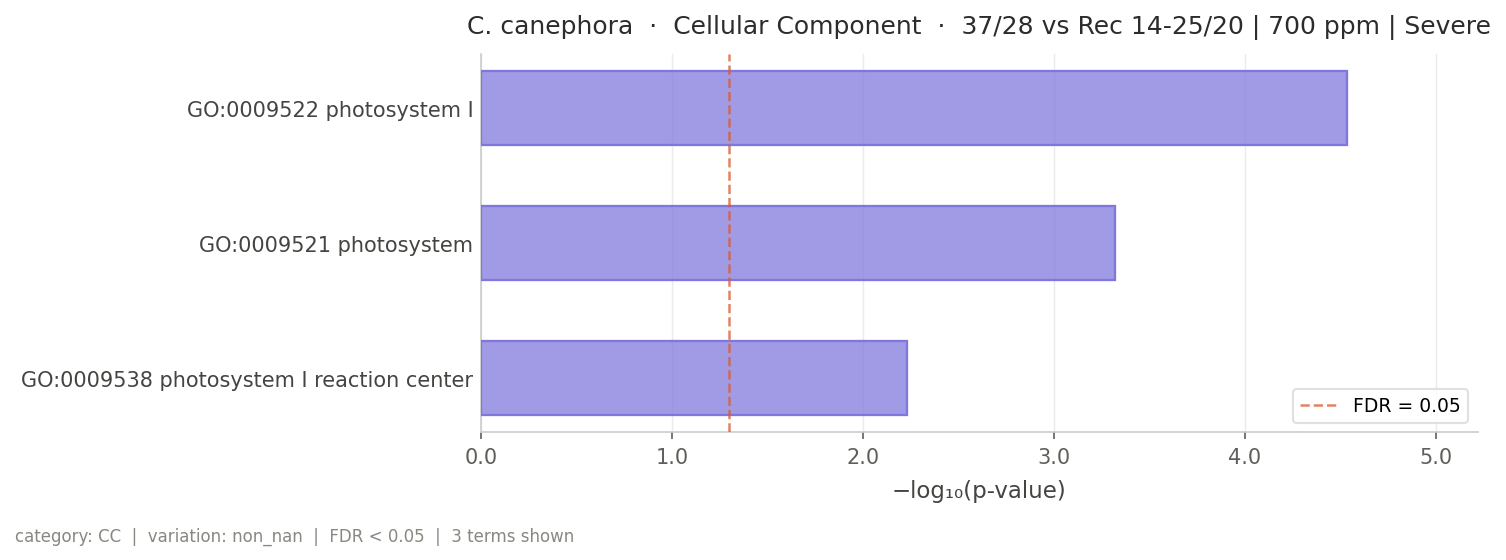 C. canephora · Cellular Component · 37/28 vs Rec 14-25/20 | 700 ppm | Severe
GO:0009522 photosystem I
GO:0009521 photosystem
GO:0009538 photosystem I reaction center
FDR = 0.05
0.0 1.0 2.0 3.0 4.0 5.0
−log₁₀(p-value)
category: CC | variation: non_nan | FDR < 0.05 | 3 terms shown